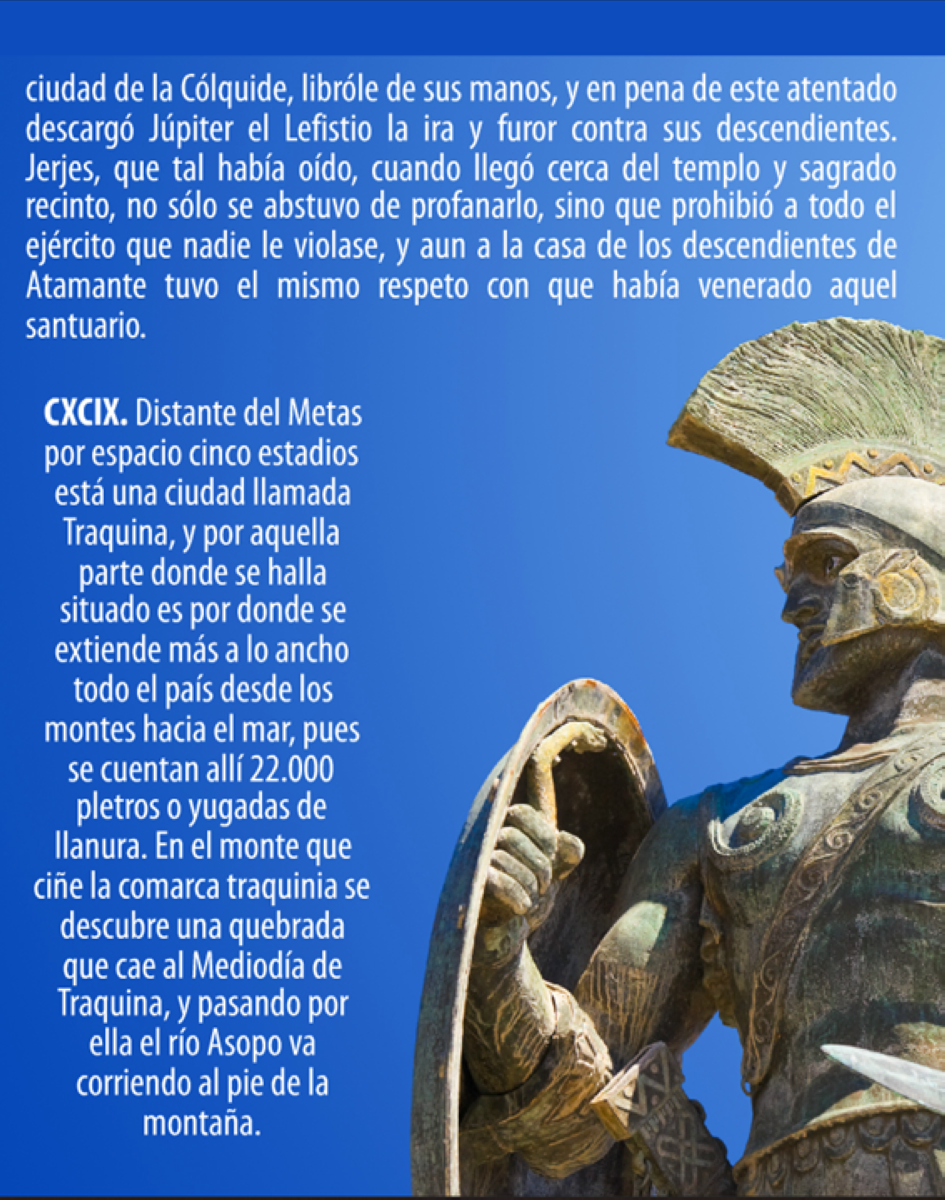 ciudad de la Cólquide, libróle de sus manos, y en pena de este atentado
descargó Júpiter el Lefistio la ira y furor contra sus descendientes.
Jerjes, que tal había oído, cuando llegó cerca del templo y sagrado
recinto, no sólo se abstuvo de profanarlo, sino que prohibió a todo el
ejército que nadie le violase, y aun a la casa de los descendientes de
Atamante tuvo el mismo respeto con que había venerado aquel
santuario.
CXCIX. Distante del Metas
por espacio cinco estadios
está una ciudad llamada
Traquina, y por aquella
parte donde se halla
situado es por donde se
extiende más a lo ancho
todo el país desde los
montes hacia el mar, pues
se cuentan allí 22.000
pletros o yugadas de
llanura. En el monte que
ciñe la comarca traquinia se
descubre una quebrada
que cae al Mediodía de
Traquina, y pasando por
ella el río Asopo va
corriendo al pie de la
montaña.